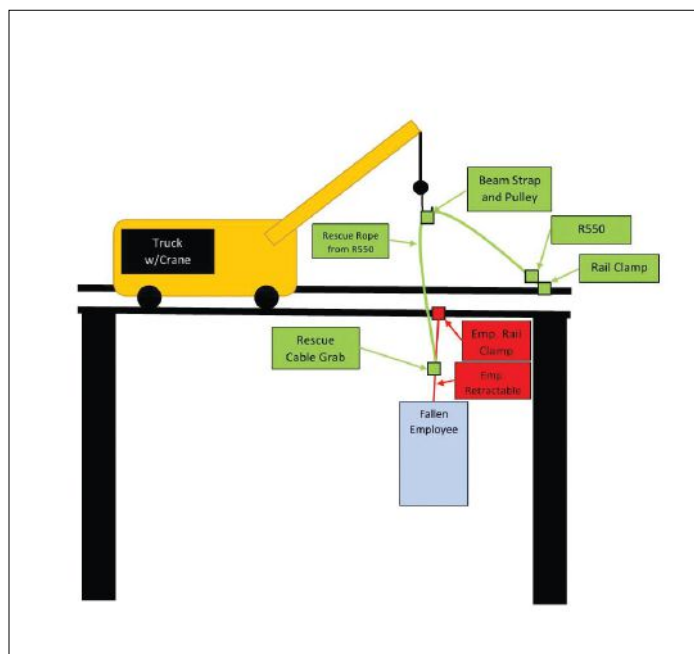 Beam Strap
and Pulley
Truck
w/Crane
Rescue Rope
from R550
R550
Rail Clamp
Rescue
Cable Grab
Emp. Rail
Clamp
Emp.
Retractable
Fallen
Employee